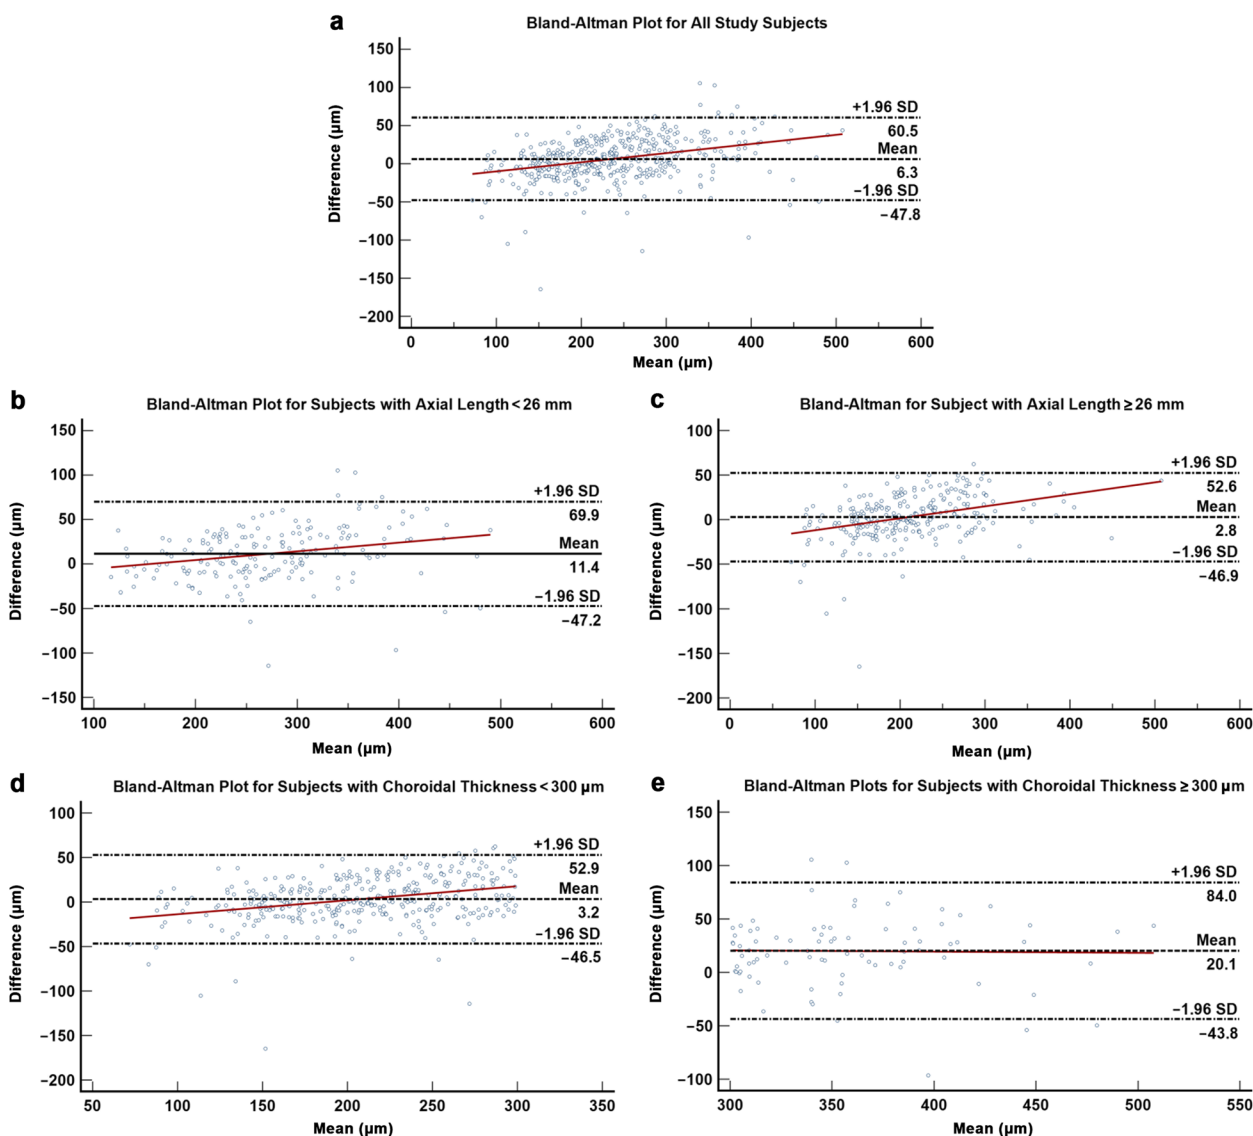 a
Bland-Altman Plot for All Study Subjects
150
100
50
0
−50
−100
−150
−200
Difference (µm)
+1.96 SD
60.5
Mean
6.3
−1.96 SD
−47.8
0 100 200 300 400 500 600
Mean (µm)
b
Bland-Altman Plot for Subjects with Axial Length < 26 mm
150
100
50
0
−50
−100
−150
Difference (µm)
+1.96 SD
69.9
Mean
11.4
−1.96 SD
−47.2
100 200 300 400 500 600
Mean (µm)
c
Bland-Altman for Subject with Axial Length ≥ 26 mm
100
50
0
−50
−100
−150
−200
Difference (µm)
+1.96 SD
52.6
Mean
2.8
−1.96 SD
−46.9
0 100 200 300 400 500 600
Mean (µm)
d
Bland-Altman Plot for Subjects with Choroidal Thickness < 300 µm
100
50
0
−50
−100
−150
−200
Difference (µm)
+1.96 SD
52.9
Mean
3.2
−1.96 SD
−46.5
50 100 150 200 250 300 350
Mean (µm)
e
Bland-Altman Plots for Subjects with Choroidal Thickness ≥ 300 µm
150
100
50
0
−50
−100
Difference (µm)
+1.96 SD
84.0
Mean
20.1
−1.96 SD
−43.8
300 350 400 450 500 550
Mean (µm)